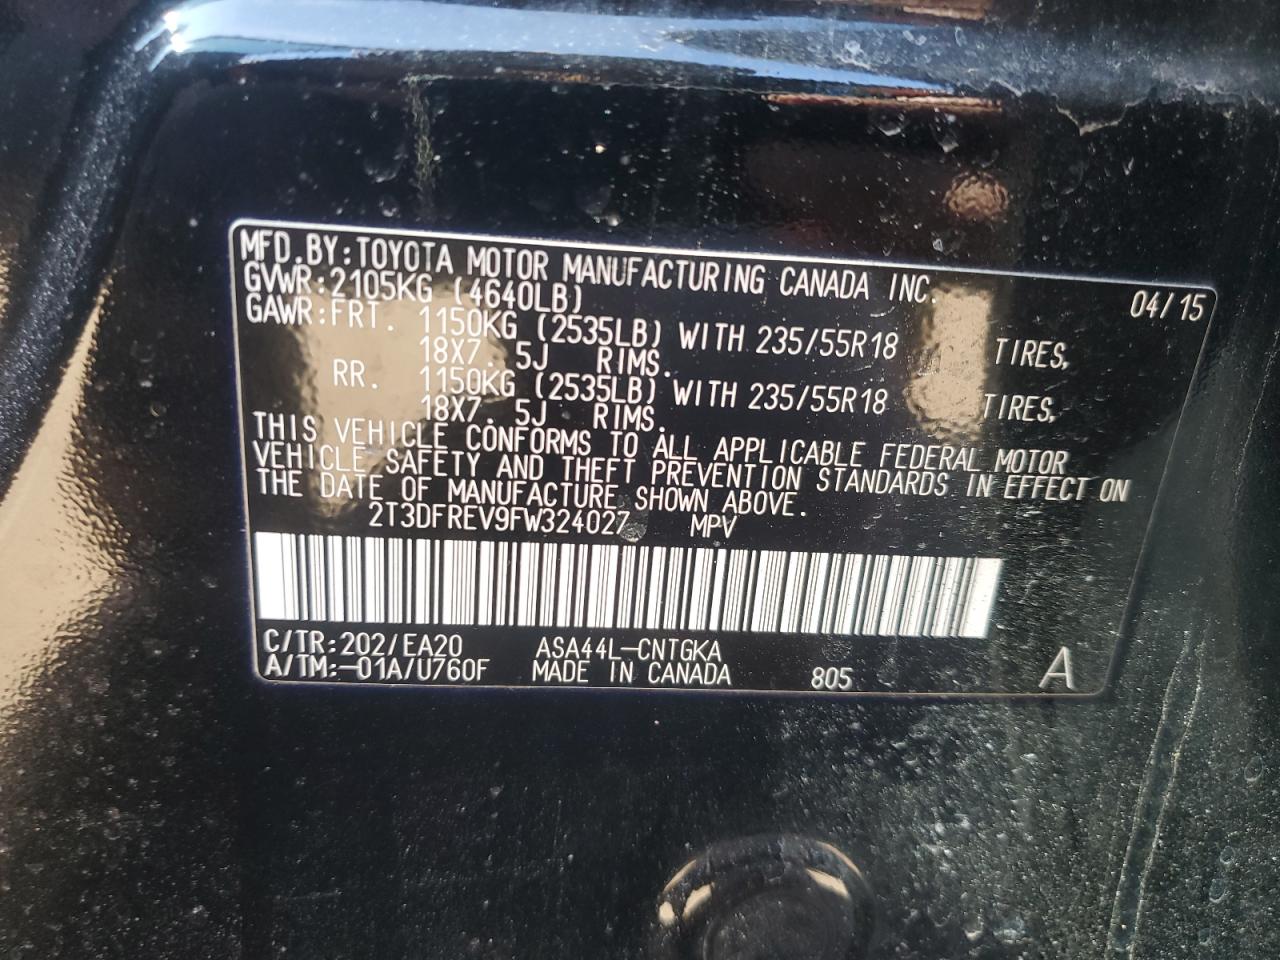 MFD.BY:TOYOTA MOTOR MANUFACTURING CANADA INC. 04/15
GVWR:2105KG (4640LB)
GAWR:FRT. 1150KG (2535LB) WITH 235/55R18 TIRES,
18X7. 5J RIMS.
RR. 1150KG (2535LB) WITH 235/55R18 TIRES,
18X7. 5J RIMS.
THIS VEHICLE CONFORMS TO ALL APPLICABLE FEDERAL MOTOR
VEHICLE SAFETY AND THEFT PREVENTION STANDARDS IN EFFECT ON
THE DATE OF MANUFACTURE SHOWN ABOVE.
2T3DFREV9FW324027 MPV
C/TR:202/EA20 ASA44L-CNTGKA
A/TM:-01A/U760F MADE IN CANADA 805 A